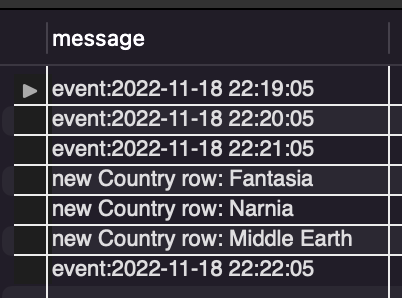 message
event:2022-11-18 22:19:05
event:2022-11-18 22:20:05
event:2022-11-18 22:21:05
new Country row: Fantasia
new Country row: Narnia
new Country row: Middle Earth
event:2022-11-18 22:22:05